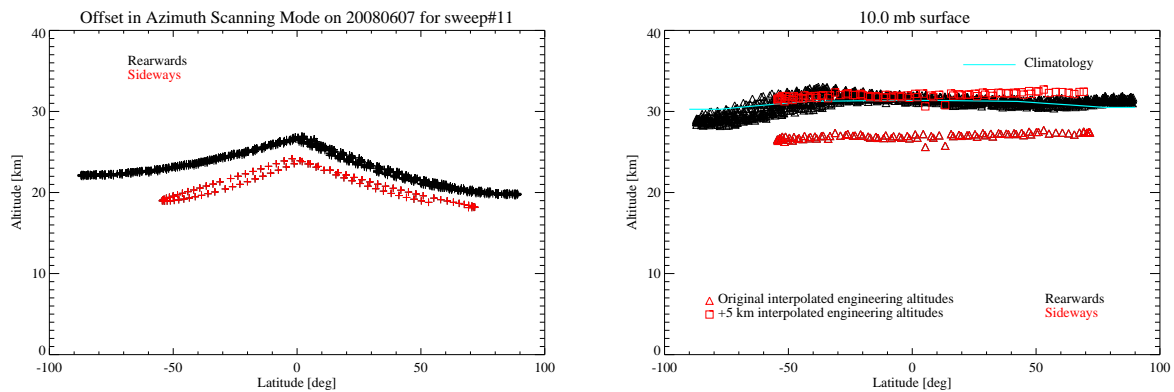 Offset in Azimuth Scanning Mode on 20080607 for sweep#11
40
30
20
10
0
Altitude [km]
Rearwards
Sideways
-100
-50
0
50
100
Latitude [deg]
10.0 mb surface
40
30
20
10
0
Altitude [km]
Climatology
Original interpolated engineering altitudes
+5 km interpolated engineering altitudes
Rearwards
Sideways
-100
-50
0
50
100
Latitude [deg]